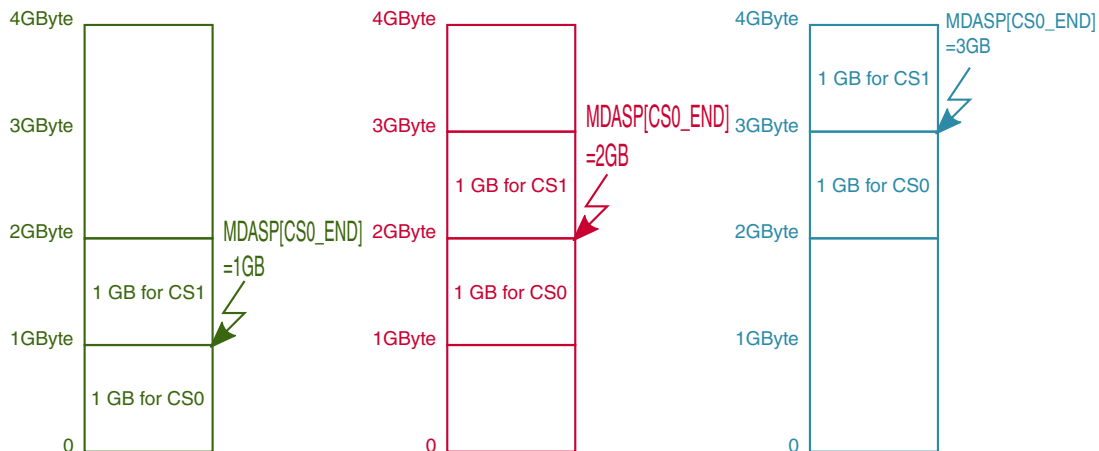 4GByte
3GByte
2GByte
MDASP[CS0_END]
=1GB
1 GB for CS1
1GByte
1 GB for CS0
0
4GByte
3GByte
MDASP[CS0_END]
=2GB
1 GB for CS1
2GByte
1 GB for CS0
1GByte
0
4GByte
MDASP[CS0_END]
=3GB
1 GB for CS1
3GByte
1 GB for CS0
2GByte
1GByte
0